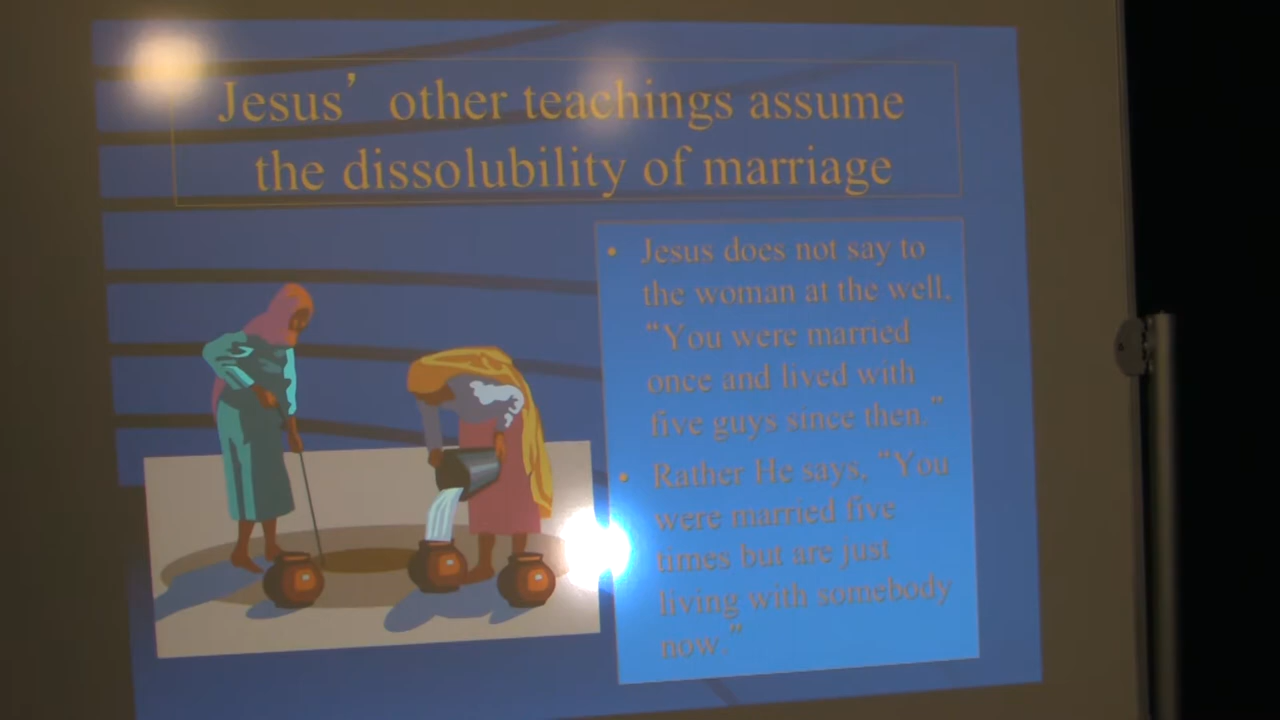 Jesus’ other teachings assume
the dissolubility of marriage
• Jesus does not say to
the woman at the well,
“You were married
once and lived with
five guys since then.”
• Rather He says, “You
were married five
times but are just
living with somebody
now.”